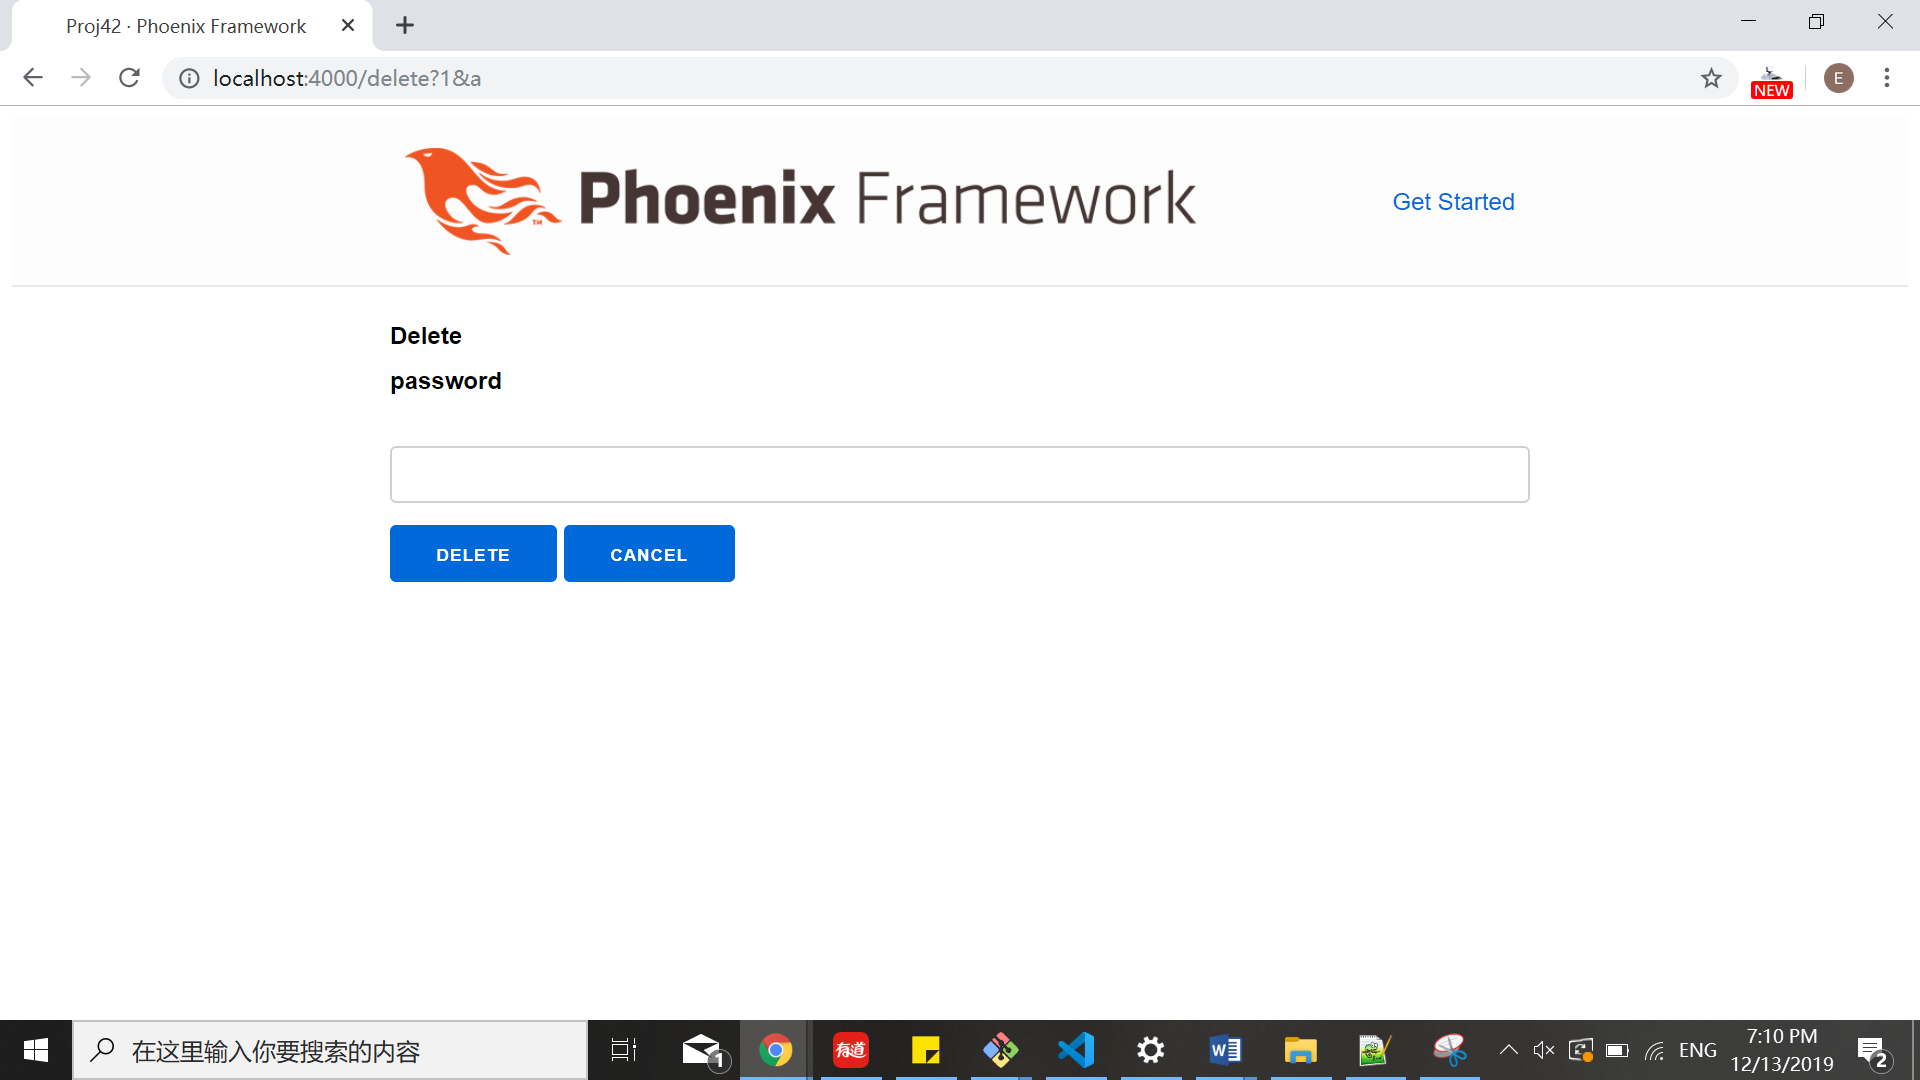 Proj42 · Phoenix Framework
localhost:4000/delete?1&a
NEW
E
Phoenix Framework
TM
Get Started
Delete
password
DELETE
CANCEL
在这里输入你要搜索的内容
1
有道
W
ENG
7:10 PM
12/13/2019
2